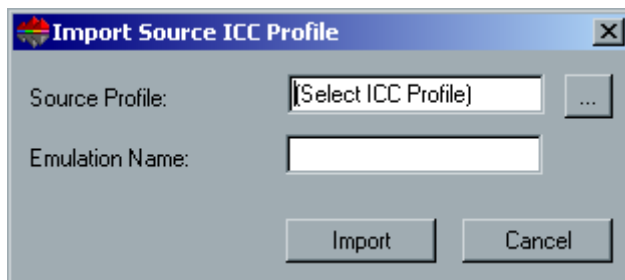 Import Source ICC Profile
Source Profile: (Select ICC Profile) ...
Emulation Name:
Import Cancel